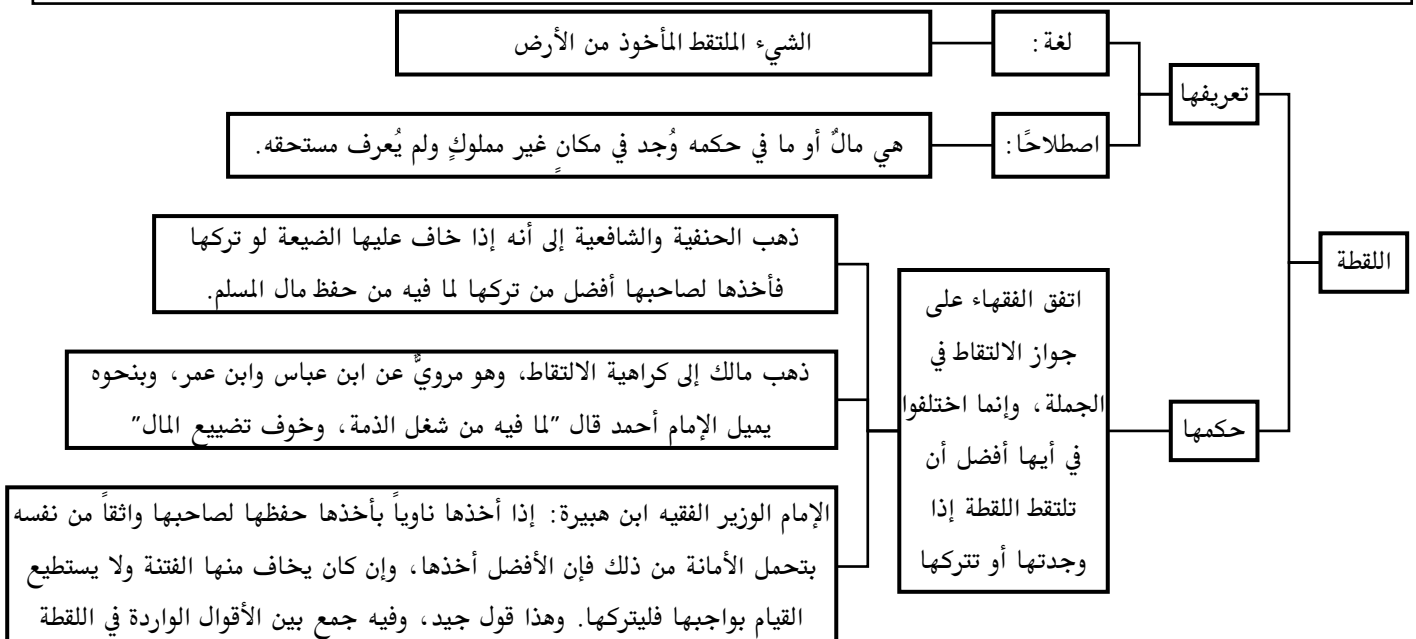 اللقطة
تعريفها
لغة:
الشيء الملتقط المأخوذ من الأرض
اصطلاحًا:
هي مالٌ أو ما في حكمه وُجد في مكانٍ غير مملوكٍ ولم يُعرف مستحقه.
حكمها
اتفق الفقهاء على
جواز الالتقاط في
الجملة، وإنما اختلفوا
في أيها أفضل أن
تلتقط اللقطة إذا
وجدتها أو تتركها
ذهب الحنفية والشافعية إلى أنه إذا خاف عليها الضيعة لو تركها
فأخذها لصاحبها أفضل من تركها لما فيه من حفظ مال المسلم.
ذهب مالك إلى كراهية الالتقاط، وهو مرويٌّ عن ابن عباس وابن عمر، وبنحوه
يميل الإمام أحمد قال "لما فيه من شغل الذمة، وخوف تضييع المال"
الإمام الوزير الفقيه ابن هبيرة: إذا أخذها ناوياً بأخذها حفظها لصاحبها واثقاً من نفسه
بتحمل الأمانة من ذلك فإن الأفضل أخذها، وإن كان يخاف منها الفتنة ولا يستطيع
القيام بواجبها فليتركها. وهذا قول جيد، وفيه جمع بين الأقوال الواردة في اللقطة